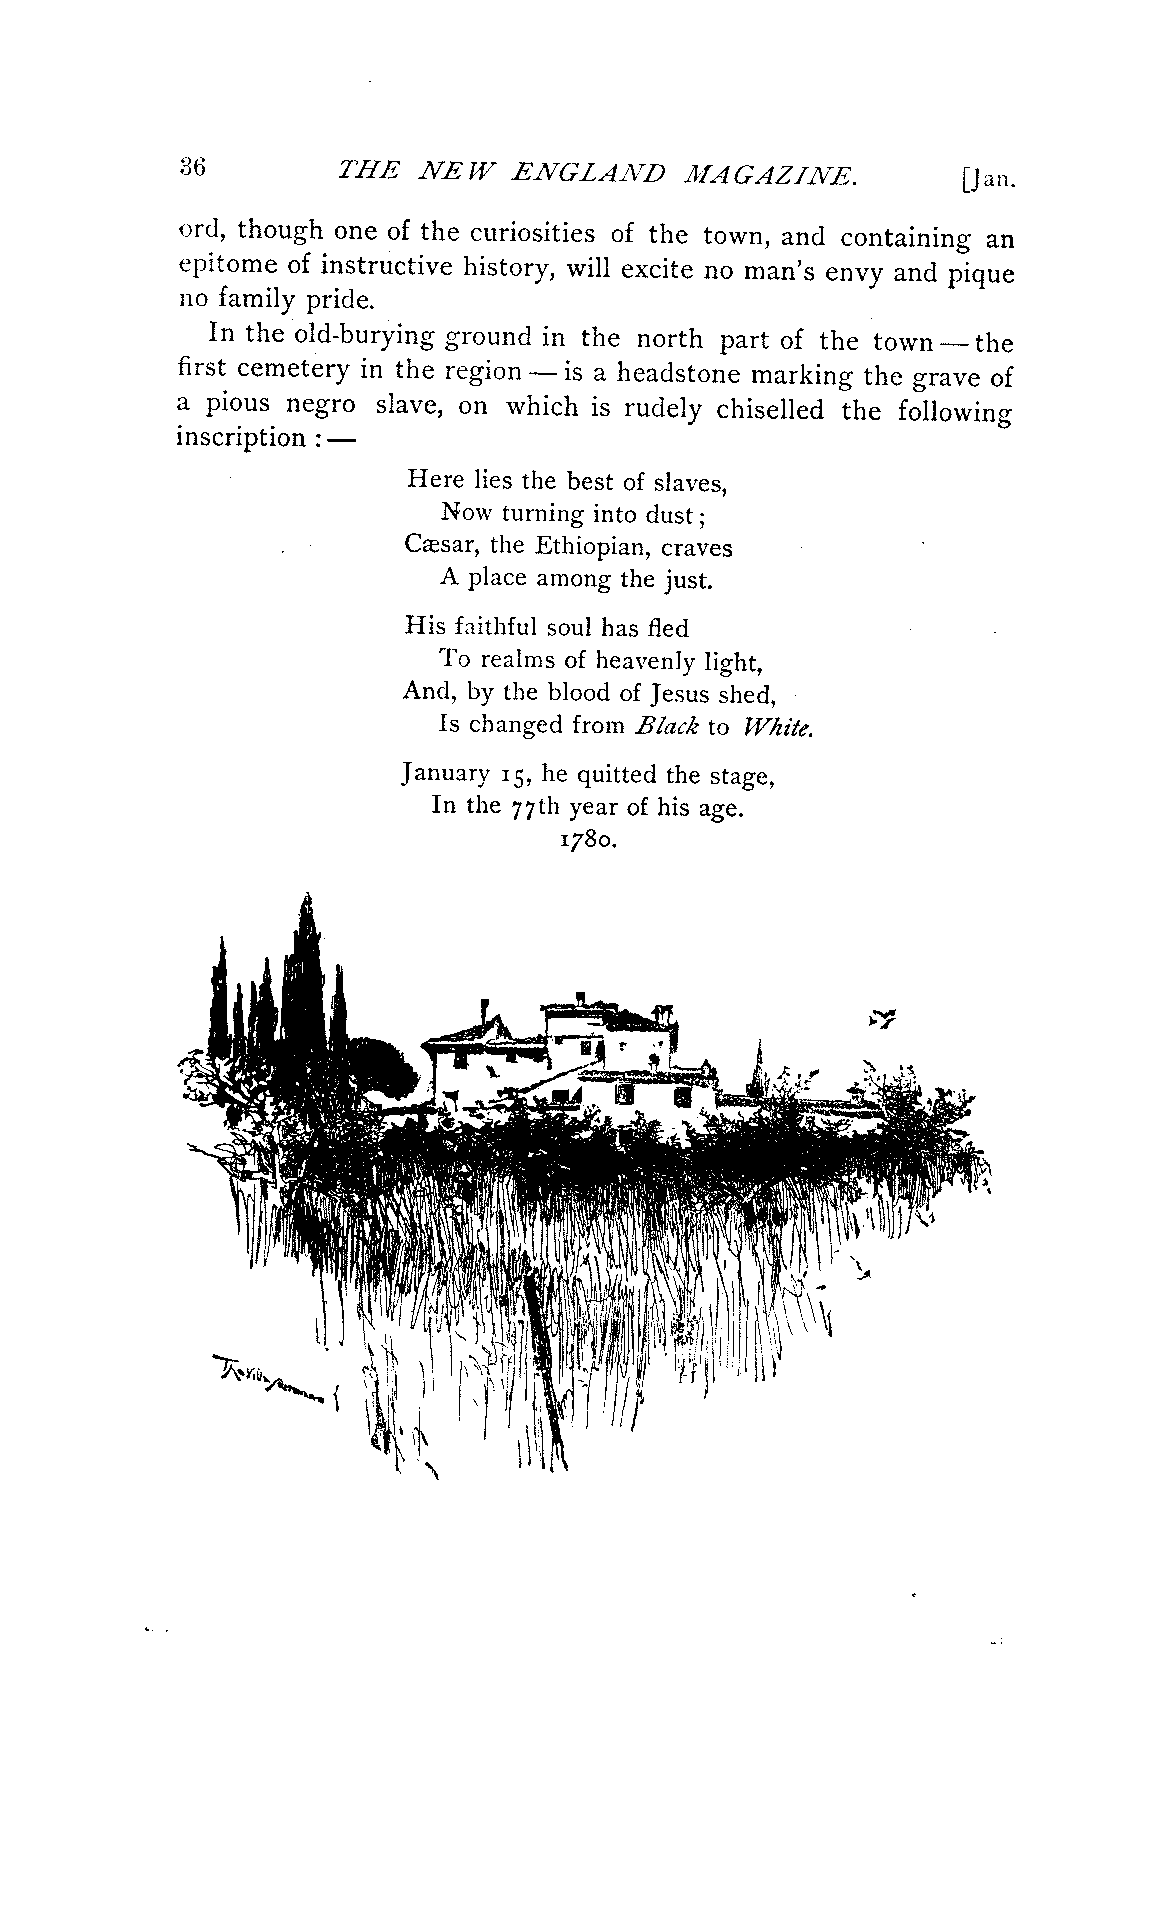 36 THE NEW ENGLAND MAGAZINE. [Jan.
ord, though one of the curiosities of the town, and containing an
epitome of instructive history, will excite no man's envy and pique
no family pride.
In the old-burying ground in the north part of the town — the
first cemetery in the region — is a headstone marking the grave of
a pious negro slave, on which is rudely chiselled the following
inscription : —
Here lies the best of slaves,
Now turning into dust ;
Cæsar, the Ethiopian, craves
A place among the just.
His faithful soul has fled
To realms of heavenly light,
And, by the blood of Jesus shed,
Is changed from Black to White.
January 15, he quitted the stage,
In the 77th year of his age.
1780.